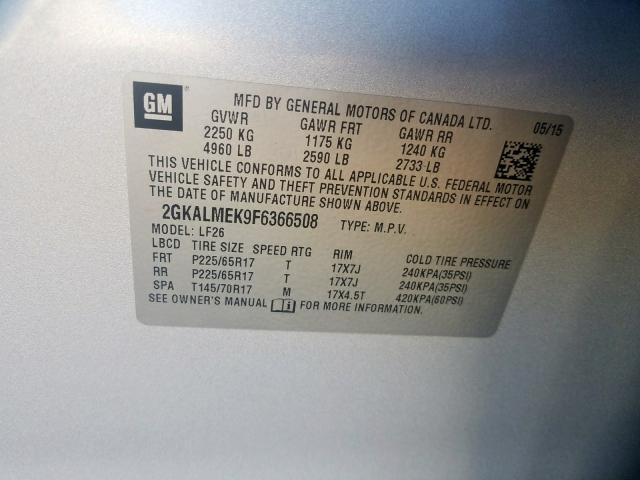 GM
MFD BY GENERAL MOTORS OF CANADA LTD. 05/15
GVWR GAWR FRT GAWR RR
2250 KG 1175 KG 1240 KG
4960 LB 2590 LB 2733 LB
THIS VEHICLE CONFORMS TO ALL APPLICABLE U.S. FEDERAL MOTOR
VEHICLE SAFETY AND THEFT PREVENTION STANDARDS IN EFFECT ON
THE DATE OF MANUFACTURE SHOWN ABOVE.
2GKALMEK9F6366508 TYPE: M.P.V.
MODEL: LF26
LBCD TIRE SIZE SPEED RTG RIM COLD TIRE PRESSURE
FRT P225/65R17 T 17X7J 240KPA(35PSI)
RR P225/65R17 T 17X7J 240KPA(35PSI)
SPA T145/70R17 M 17X4.5T 420KPA(60PSI)
SEE OWNER'S MANUAL FOR MORE INFORMATION.